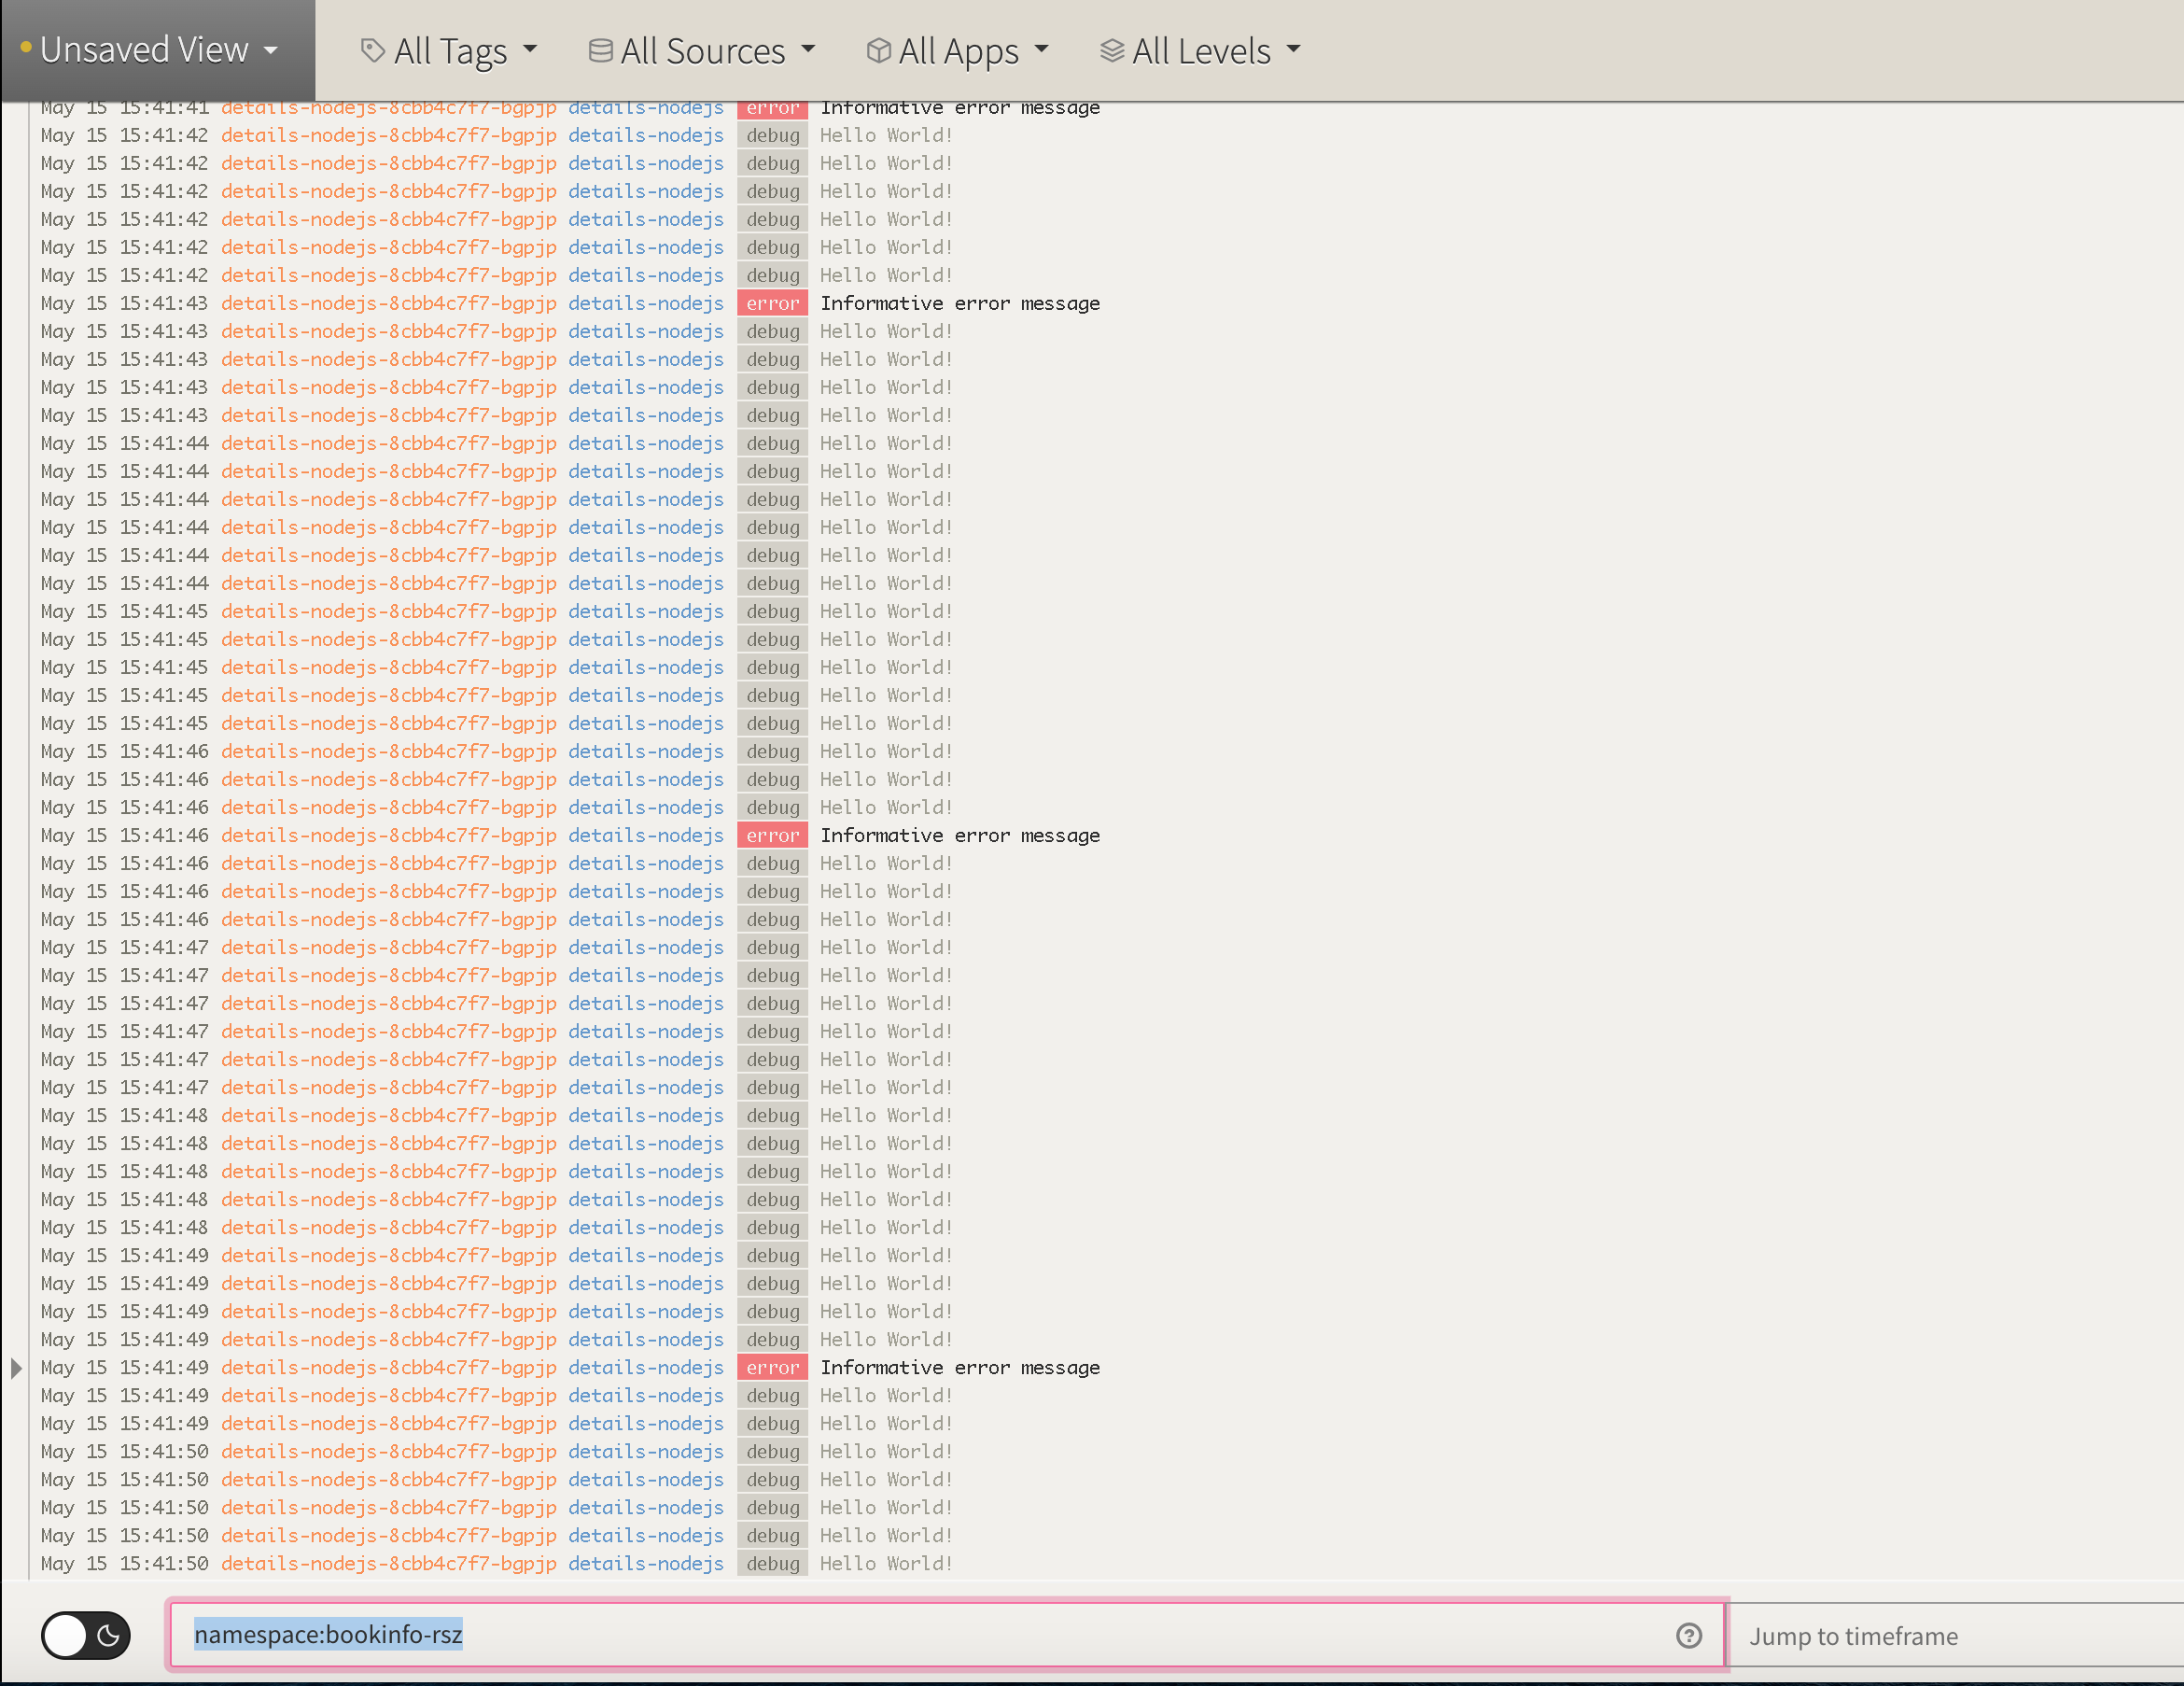 Unsaved View All Tags All Sources All Apps All Levels
May 15 15:41:41 details-nodejs-8cbb4c7f7-bgpjp details-nodejs error Informative error message
May 15 15:41:42 details-nodejs-8cbb4c7f7-bgpjp details-nodejs debug Hello World!
May 15 15:41:42 details-nodejs-8cbb4c7f7-bgpjp details-nodejs debug Hello World!
May 15 15:41:42 details-nodejs-8cbb4c7f7-bgpjp details-nodejs debug Hello World!
May 15 15:41:42 details-nodejs-8cbb4c7f7-bgpjp details-nodejs debug Hello World!
May 15 15:41:42 details-nodejs-8cbb4c7f7-bgpjp details-nodejs debug Hello World!
May 15 15:41:42 details-nodejs-8cbb4c7f7-bgpjp details-nodejs debug Hello World!
May 15 15:41:43 details-nodejs-8cbb4c7f7-bgpjp details-nodejs error Informative error message
May 15 15:41:43 details-nodejs-8cbb4c7f7-bgpjp details-nodejs debug Hello World!
May 15 15:41:43 details-nodejs-8cbb4c7f7-bgpjp details-nodejs debug Hello World!
May 15 15:41:43 details-nodejs-8cbb4c7f7-bgpjp details-nodejs debug Hello World!
May 15 15:41:43 details-nodejs-8cbb4c7f7-bgpjp details-nodejs debug Hello World!
May 15 15:41:44 details-nodejs-8cbb4c7f7-bgpjp details-nodejs debug Hello World!
May 15 15:41:44 details-nodejs-8cbb4c7f7-bgpjp details-nodejs debug Hello World!
May 15 15:41:44 details-nodejs-8cbb4c7f7-bgpjp details-nodejs debug Hello World!
May 15 15:41:44 details-nodejs-8cbb4c7f7-bgpjp details-nodejs debug Hello World!
May 15 15:41:44 details-nodejs-8cbb4c7f7-bgpjp details-nodejs debug Hello World!
May 15 15:41:44 details-nodejs-8cbb4c7f7-bgpjp details-nodejs debug Hello World!
May 15 15:41:45 details-nodejs-8cbb4c7f7-bgpjp details-nodejs debug Hello World!
May 15 15:41:45 details-nodejs-8cbb4c7f7-bgpjp details-nodejs debug Hello World!
May 15 15:41:45 details-nodejs-8cbb4c7f7-bgpjp details-nodejs debug Hello World!
May 15 15:41:45 details-nodejs-8cbb4c7f7-bgpjp details-nodejs debug Hello World!
May 15 15:41:45 details-nodejs-8cbb4c7f7-bgpjp details-nodejs debug Hello World!
May 15 15:41:46 details-nodejs-8cbb4c7f7-bgpjp details-nodejs debug Hello World!
May 15 15:41:46 details-nodejs-8cbb4c7f7-bgpjp details-nodejs debug Hello World!
May 15 15:41:46 details-nodejs-8cbb4c7f7-bgpjp details-nodejs debug Hello World!
May 15 15:41:46 details-nodejs-8cbb4c7f7-bgpjp details-nodejs error Informative error message
May 15 15:41:46 details-nodejs-8cbb4c7f7-bgpjp details-nodejs debug Hello World!
May 15 15:41:46 details-nodejs-8cbb4c7f7-bgpjp details-nodejs debug Hello World!
May 15 15:41:46 details-nodejs-8cbb4c7f7-bgpjp details-nodejs debug Hello World!
May 15 15:41:47 details-nodejs-8cbb4c7f7-bgpjp details-nodejs debug Hello World!
May 15 15:41:47 details-nodejs-8cbb4c7f7-bgpjp details-nodejs debug Hello World!
May 15 15:41:47 details-nodejs-8cbb4c7f7-bgpjp details-nodejs debug Hello World!
May 15 15:41:47 details-nodejs-8cbb4c7f7-bgpjp details-nodejs debug Hello World!
May 15 15:41:47 details-nodejs-8cbb4c7f7-bgpjp details-nodejs debug Hello World!
May 15 15:41:47 details-nodejs-8cbb4c7f7-bgpjp details-nodejs debug Hello World!
May 15 15:41:48 details-nodejs-8cbb4c7f7-bgpjp details-nodejs debug Hello World!
May 15 15:41:48 details-nodejs-8cbb4c7f7-bgpjp details-nodejs debug Hello World!
May 15 15:41:48 details-nodejs-8cbb4c7f7-bgpjp details-nodejs debug Hello World!
May 15 15:41:48 details-nodejs-8cbb4c7f7-bgpjp details-nodejs debug Hello World!
May 15 15:41:48 details-nodejs-8cbb4c7f7-bgpjp details-nodejs debug Hello World!
May 15 15:41:49 details-nodejs-8cbb4c7f7-bgpjp details-nodejs debug Hello World!
May 15 15:41:49 details-nodejs-8cbb4c7f7-bgpjp details-nodejs debug Hello World!
May 15 15:41:49 details-nodejs-8cbb4c7f7-bgpjp details-nodejs debug Hello World!
May 15 15:41:49 details-nodejs-8cbb4c7f7-bgpjp details-nodejs debug Hello World!
May 15 15:41:49 details-nodejs-8cbb4c7f7-bgpjp details-nodejs error Informative error message
May 15 15:41:49 details-nodejs-8cbb4c7f7-bgpjp details-nodejs debug Hello World!
May 15 15:41:49 details-nodejs-8cbb4c7f7-bgpjp details-nodejs debug Hello World!
May 15 15:41:50 details-nodejs-8cbb4c7f7-bgpjp details-nodejs debug Hello World!
May 15 15:41:50 details-nodejs-8cbb4c7f7-bgpjp details-nodejs debug Hello World!
May 15 15:41:50 details-nodejs-8cbb4c7f7-bgpjp details-nodejs debug Hello World!
May 15 15:41:50 details-nodejs-8cbb4c7f7-bgpjp details-nodejs debug Hello World!
May 15 15:41:50 details-nodejs-8cbb4c7f7-bgpjp details-nodejs debug Hello World!
namespace:bookinfo-rsz ? Jump to timeframe